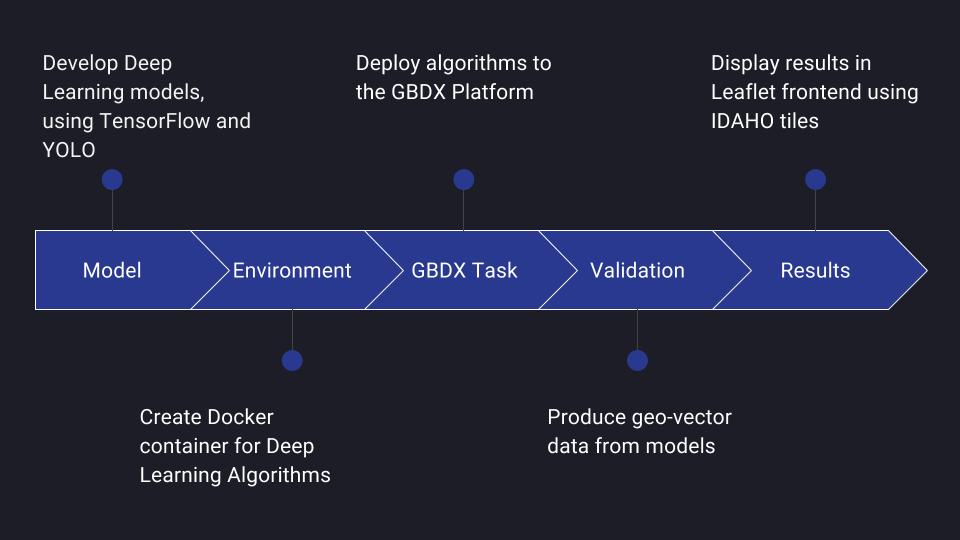 Develop Deep
Learning models,
using TensorFlow and
YOLO
Deploy algorithms to
the GBDX Platform
Display results in
Leaflet frontend using
IDAHO tiles
Model
Environment
GBDX Task
Validation
Results
Create Docker
container for Deep
Learning Algorithms
Produce geo-vector
data from models